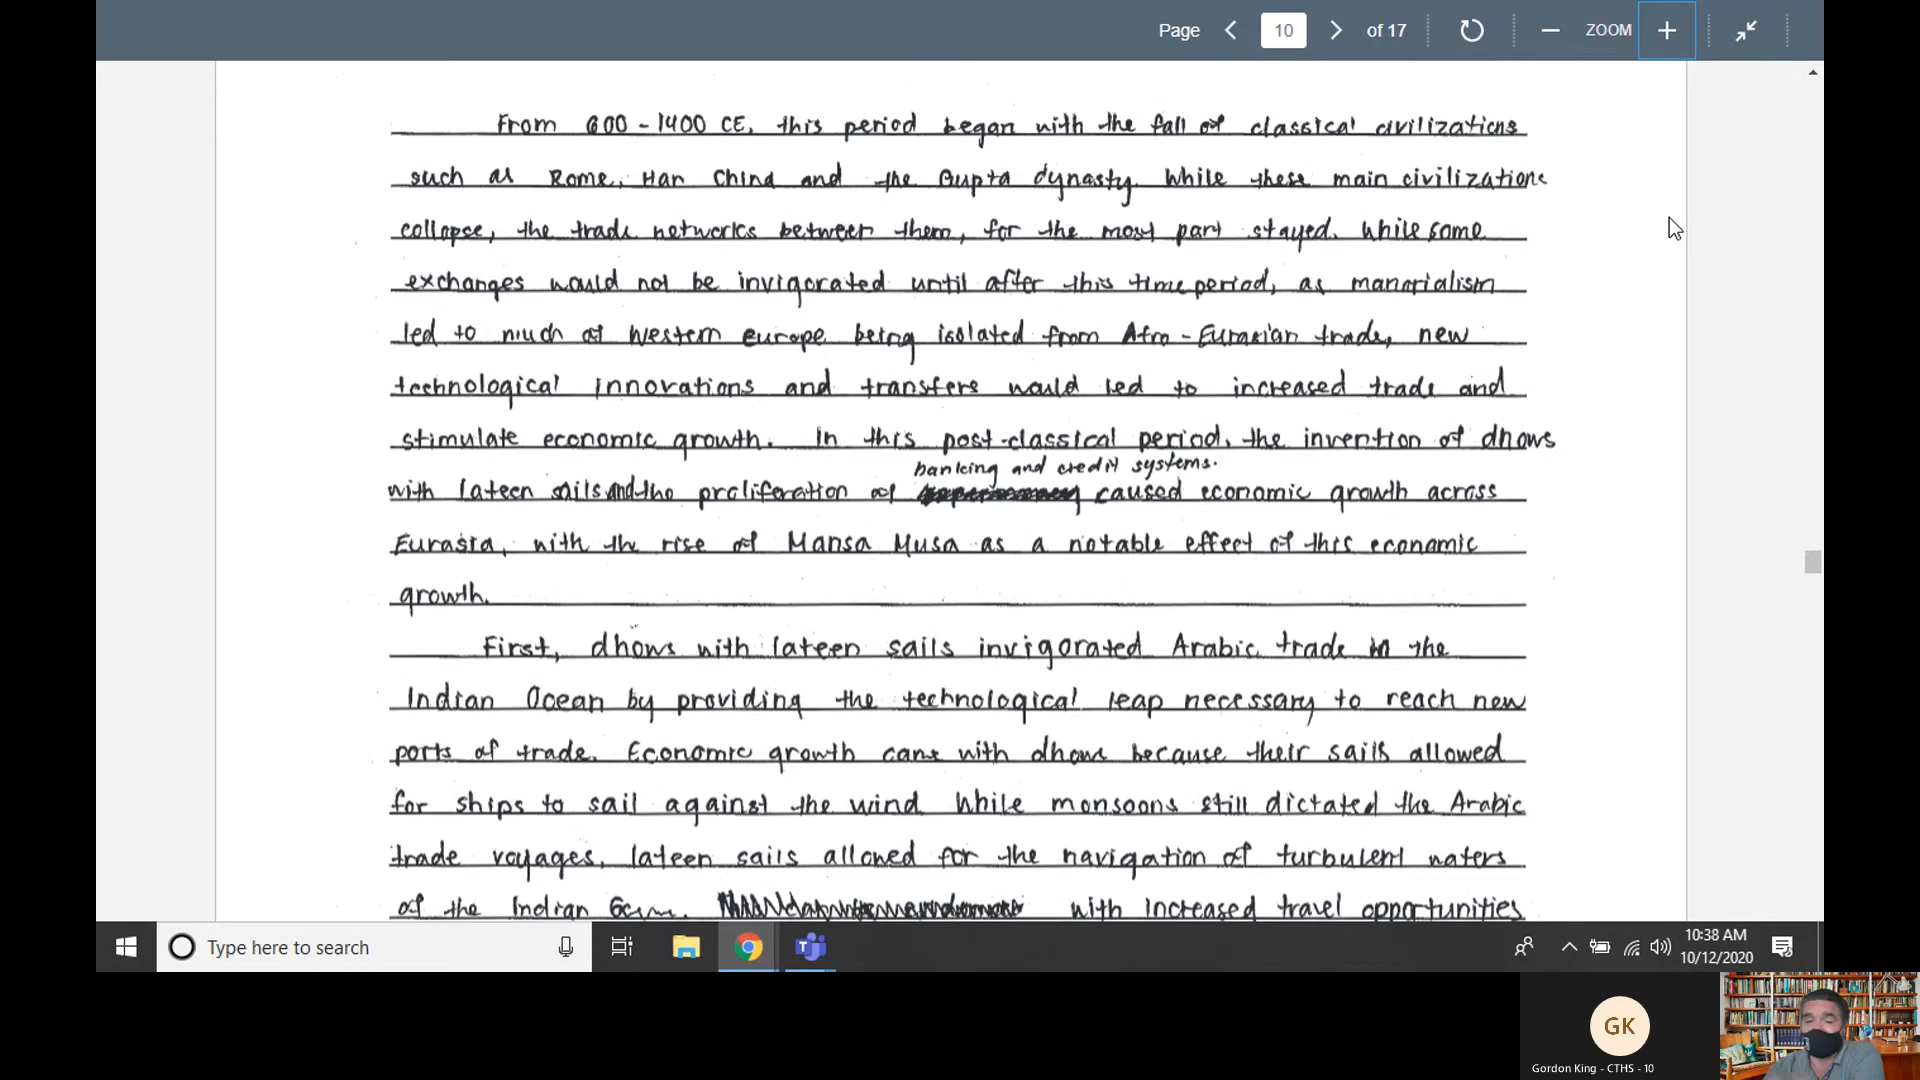 Page 10 of 17 ZOOM
From 600 - 1400 CE, this period began with the fall of classical civilizations
such as Rome, Han China and the Gupta dynasty. While these main civilizations
collapse, the trade networks between them, for the most part stayed. While some
exchanges would not be invigorated until after this time period, as manorialism
led to much of Western Europe being isolated from Afro - Eurasian trade, new
technological innovations and transfers would led to increased trade and
stimulate economic growth. In this post-classical period, the invention of dhows
banking and credit systems.
with lateen sails and the proliferation of caused economic growth across
Eurasia, with the rise of Mansa Musa as a notable effect of this economic
growth.
First, dhows with lateen sails invigorated Arabic trade in the
Indian Ocean by providing the technological leap necessary to reach new
ports of trade. Economic growth came with dhows because their sails allowed
for ships to sail against the wind While monsoons still dictated the Arabic
trade voyages, lateen sails allowed for the navigation of turbulent waters
of the Indian Ocean. with increased travel opportunities
Type here to search
10:38 AM
10/12/2020
GK
Gordon King - CTHS - 10